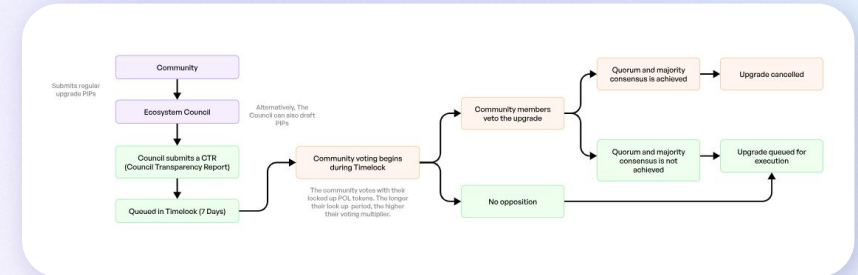 Community
Submits regular
upgrade PIPs
Ecosystem Council
Alternatively, The
Council can also draft
PIPs
Council submits a CTR
(Council Transparency Report)
Queued in Timelock (7 Days)
Community voting begins
during Timelock
The community votes with their
locked up POL tokens. The longer
their lock up period, the higher
their voting multiplier.
Community members
veto the upgrade
No opposition
Quorum and majority
consensus is achieved
Upgrade cancelled
Quorum and majority
consensus is not
achieved
Upgrade queued for
execution